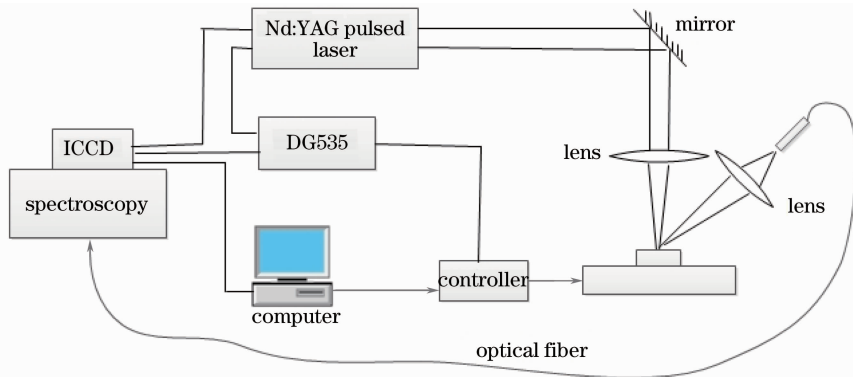 Nd:YAG pulsed
laser
mirror
ICCD
DG535
lens
spectroscopy
lens
controller
computer
optical fiber